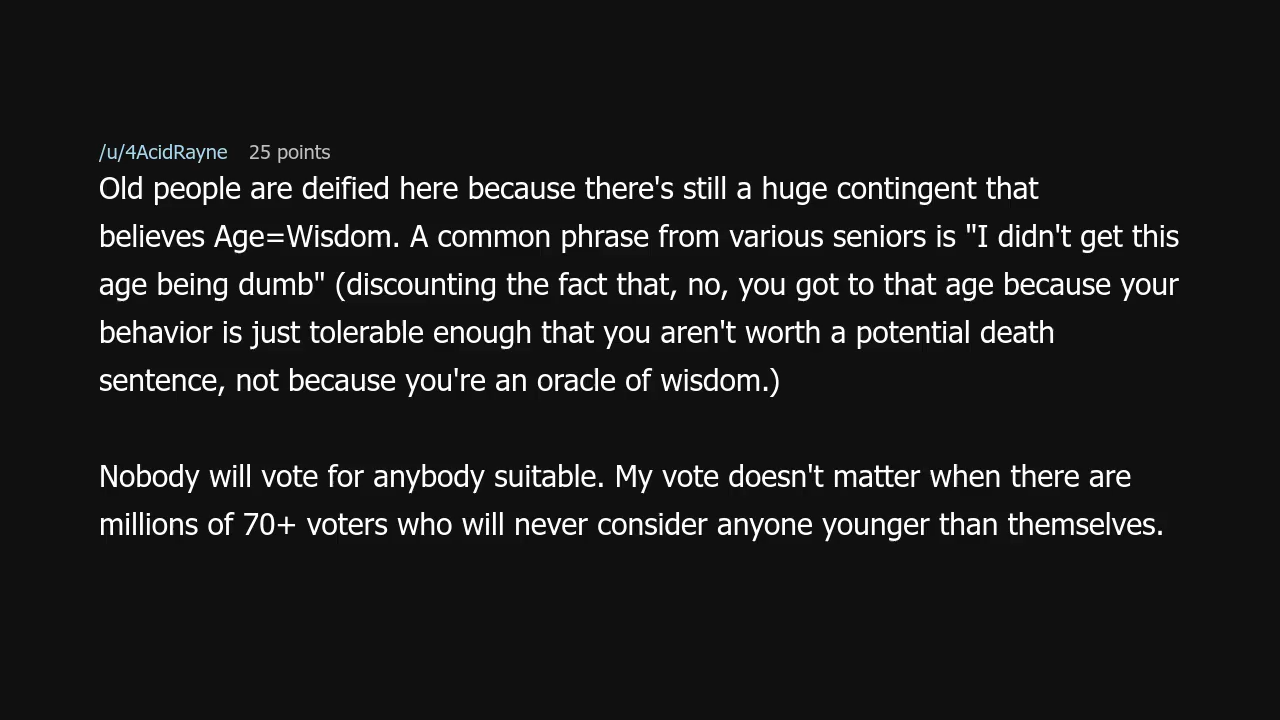 /u/4AcidRayne 25 points
Old people are deified here because there's still a huge contingent that
believes Age=Wisdom. A common phrase from various seniors is "I didn't get this
age being dumb" (discounting the fact that, no, you got to that age because your
behavior is just tolerable enough that you aren't worth a potential death
sentence, not because you're an oracle of wisdom.)
Nobody will vote for anybody suitable. My vote doesn't matter when there are
millions of 70+ voters who will never consider anyone younger than themselves.